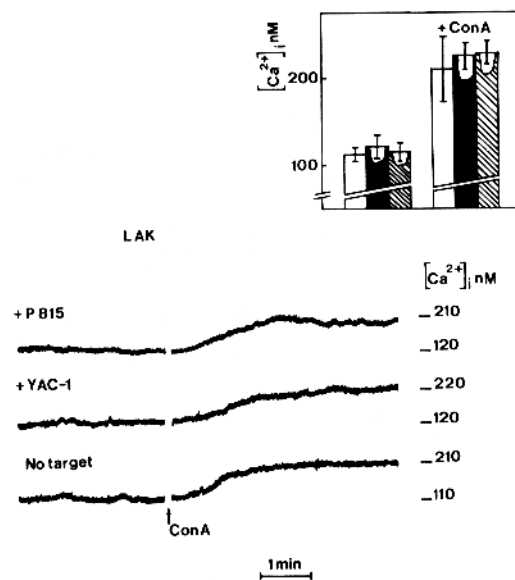 +ConA
[Ca2+]i nM
200
100
LAK
[Ca2+]i nM
+P815
210
120
+YAC-1
220
120
No target
210
110
ConA
1min